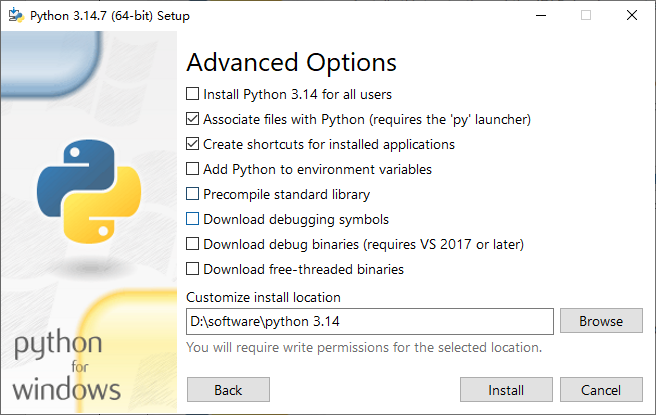 Python 3.14.7 (64-bit) Setup
Advanced Options
Install Python 3.14 for all users
Associate files with Python (requires the 'py' launcher)
Create shortcuts for installed applications
Add Python to environment variables
Precompile standard library
Download debugging symbols
Download debug binaries (requires VS 2017 or later)
Download free-threaded binaries
Customize install location
D:\software\python 3.14
Browse
You will require write permissions for the selected location.
python
for
windows
Back
Install
Cancel